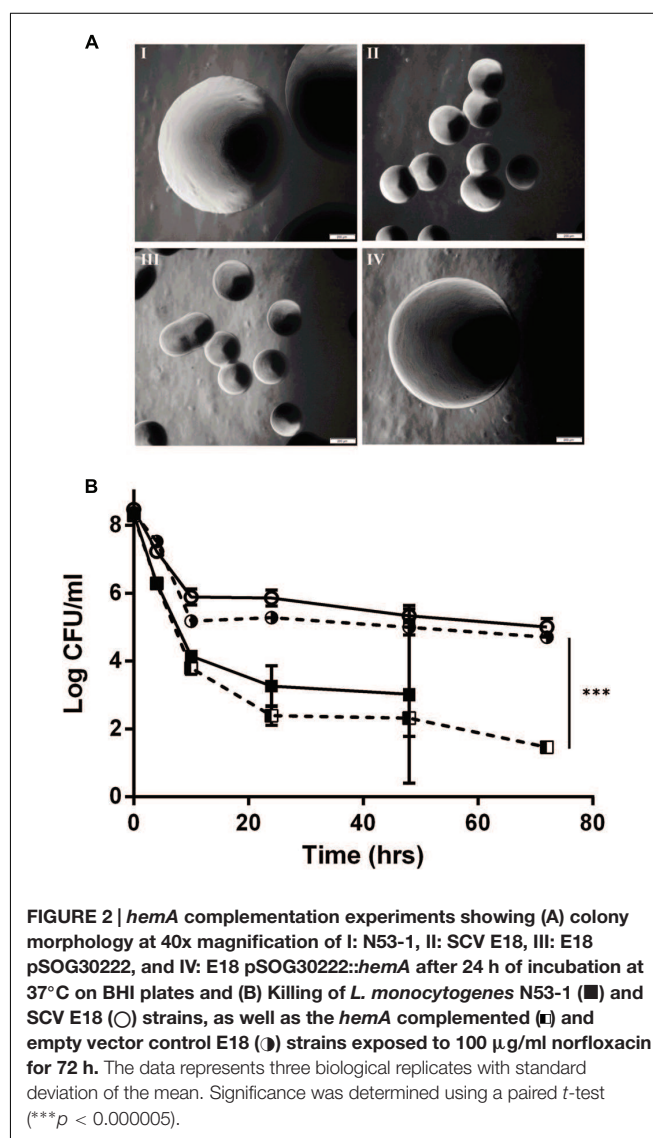 A
I
II
III
IV
B
Log CFU/ml
8
6
4
2
0
***
0
20
40
60
80
Time (hrs)
FIGURE 2 | hemA complementation experiments showing (A) colony
morphology at 40x magnification of I: N53-1, II: SCV E18, III: E18
pSOG30222, and IV: E18 pSOG30222::hemA after 24 h of incubation at
37°C on BHI plates and (B) Killing of L. monocytogenes N53-1 (■) and
SCV E18 (○) strains, as well as the hemA complemented (◧) and
empty vector control E18 (◑) strains exposed to 100 μg/ml norfloxacin
for 72 h. The data represents three biological replicates with standard
deviation of the mean. Significance was determined using a paired t-test
(***p < 0.000005).